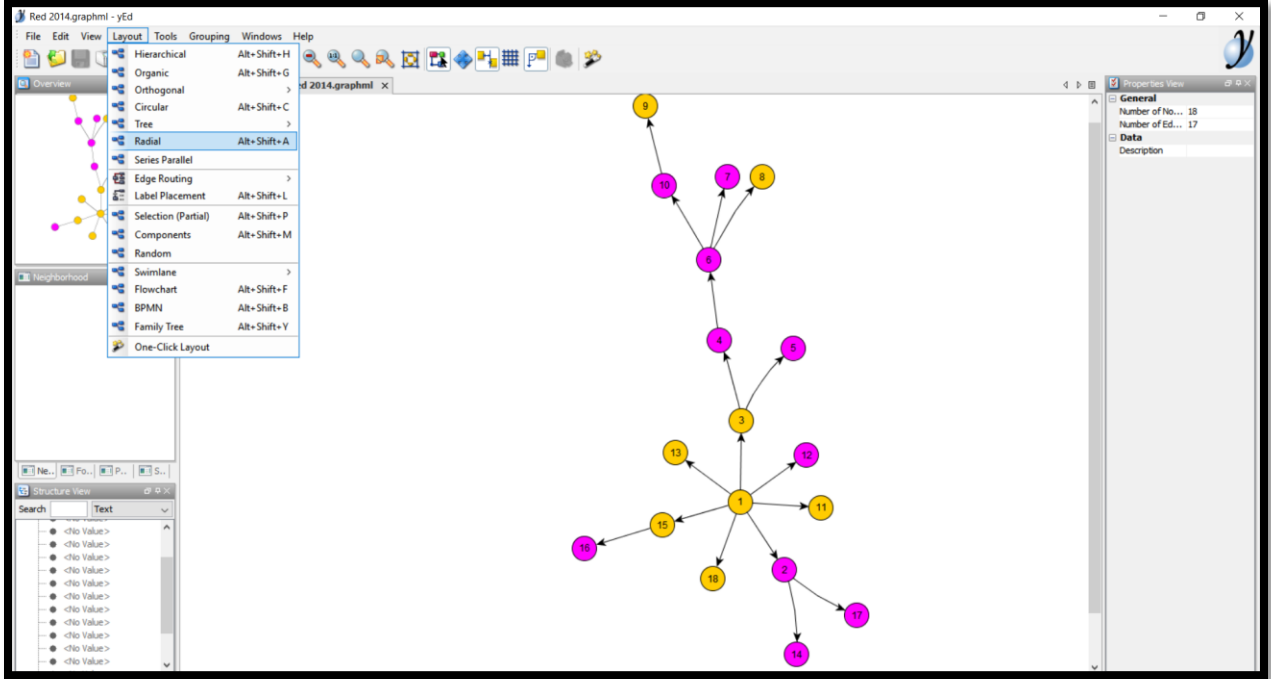 Red 2014.graphml - yEd
File Edit View Layout Tools Grouping Windows Help
Hierarchical Alt+Shift+H
Organic Alt+Shift+G
Orthogonal
Circular Alt+Shift+C
Tree
Radial Alt+Shift+A
Series Parallel
Edge Routing
Label Placement Alt+Shift+L
Selection (Partial) Alt+Shift+P
Components Alt+Shift+M
Random
Swimlane
Flowchart Alt+Shift+F
BPMN Alt+Shift+B
Family Tree Alt+Shift+Y
One-Click Layout
Overview
Neighborhood
Ne.. Fo.. P.. S..
Structure View
Search Text
<No Value>
<No Value>
<No Value>
<No Value>
<No Value>
<No Value>
<No Value>
<No Value>
<No Value>
<No Value>
<No Value>
ed 2014.graphml X
9
10
7
8
6
4
5
3
13
12
1
11
15
16
18
2
17
14
Properties View
General
Number of No... 18
Number of Ed... 17
Data
Description